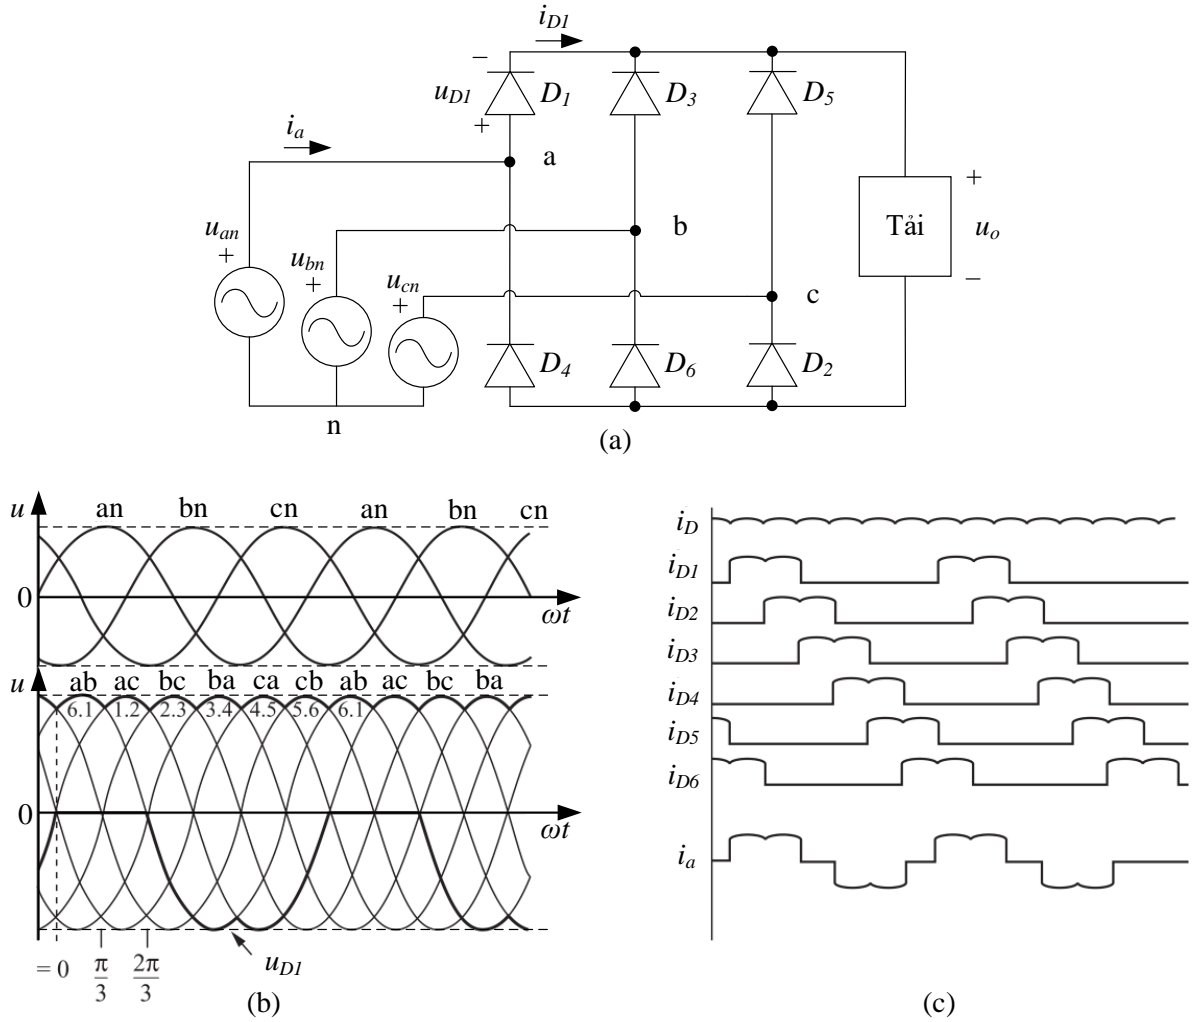 i_D1
−
u_D1
+
D_1
D_3
D_5
i_a
a
u_an
+
b
u_bn
+
u_cn
+
c
+
Tải
u_o
−
D_4
D_6
D_2
n
(a)
u
an bn cn an bn cn
0
ωt
u
ab ac bc ba ca cb ab ac bc ba
6.1 1.2 2.3 3.4 4.5 5.6 6.1
0
ωt
= 0
π/3
2π/3
u_D1
(b)
i_D
i_D1
i_D2
i_D3
i_D4
i_D5
i_D6
i_a
(c)